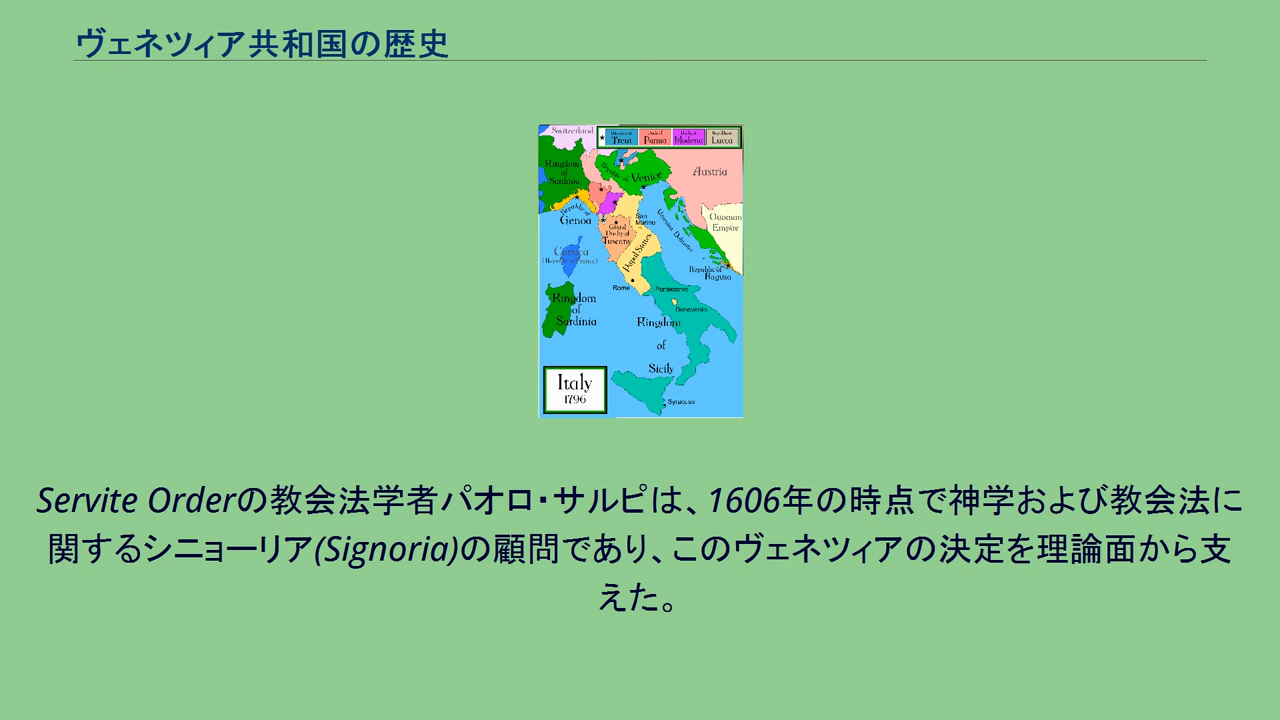 ヴェネツィア共和国の歴史
Switzerland
Trent
Parma
Modena
Lucca
Kingdom
of
Sardinia
Republic of
Venice
Austria
Republic of
Genoa
San
Marino
Ottoman
Empire
Grand
Duchy of
Tuscany
Papal States
Venetian Dalmatia
Corsica
Republic of
Ragusa
Rome
Pontecorvo
Benevento
Kingdom
of
Sardinia
Kingdom
of
Sicily
Italy
1796
Syracuse
Servite Orderの教会法学者パオロ・サルピは、1606年の時点で神学および教会法に
関するシニョーリア(Signoria)の顧問であり、このヴェネツィアの決定を理論面から支
えた。